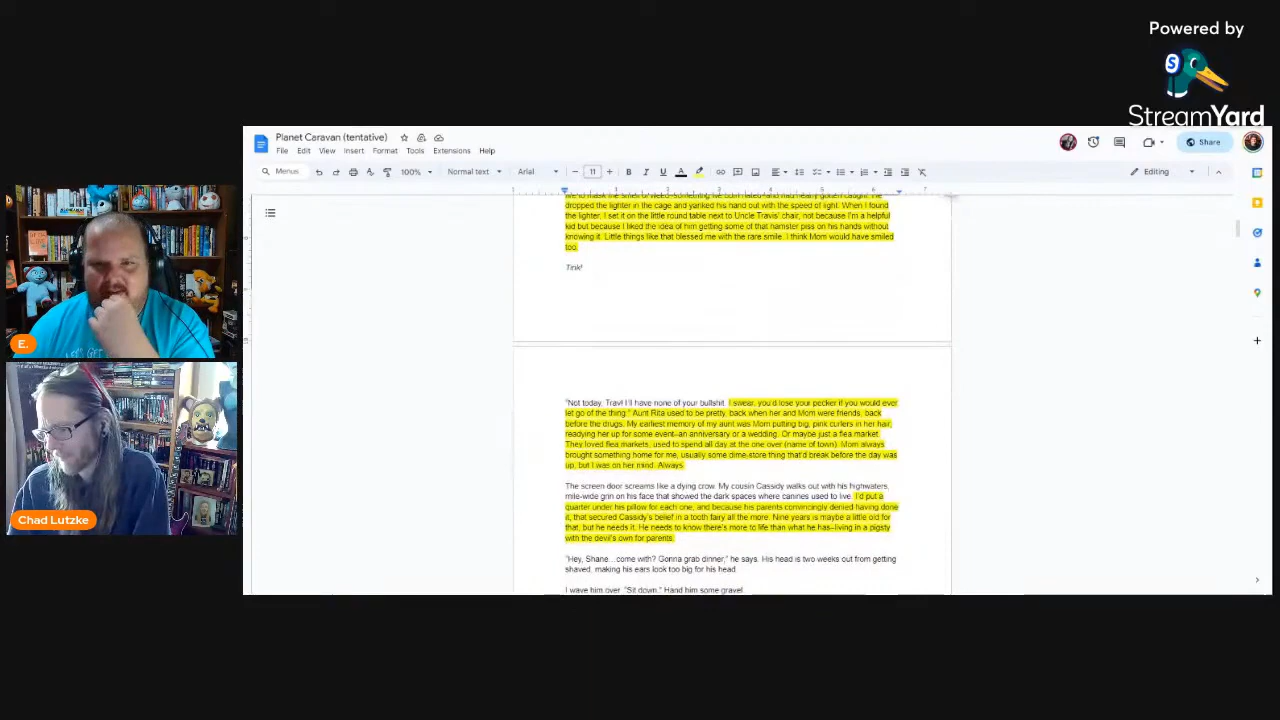 Powered by
StreamYard
Planet Caravan (tentative)
File Edit View Insert Format Tools Extensions Help
Share
Menus 100% Normal text Arial 11 Editing
dropped the lighter in the cage and yanked his hand out with the speed of light. When I found
the lighter, I set it on the little round table next to Uncle Travis' chair, not because I'm a helpful
kid but because I liked the idea of him getting some of that hamster piss on his hands without
knowing it. Little things like that blessed me with the rare smile. I think Mom would have smiled
too.
Tink!
"Not today, Trav! I'll have none of your bullshit. I swear, you'd lose your pecker if you would ever
let go of the thing." Aunt Rita used to be pretty, back when her and Mom were friends, back
before the drugs. My earliest memory of my aunt was Mom putting big, pink curlers in her hair,
readying her up for some event–an anniversary or a wedding. Or maybe just a flea market.
They loved flea markets, used to spend all day at the one over (name of town). Mom always
brought something home for me, usually some dime-store thing that'd break before the day was
up, but I was on her mind. Always.
The screen door screams like a dying crow. My cousin Cassidy walks out with his highwaters,
mile-wide grin on his face that showed the dark spaces where canines used to live. I'd put a
quarter under his pillow for each one, and because his parents convincingly denied having done
it, that secured Cassidy's belief in a tooth fairy all the more. Nine years is maybe a little old for
that, but he needs it. He needs to know there's more to life than what he has–living in a pigsty
with the devil's own for parents.
"Hey, Shane...come with? Gonna grab dinner," he says. His head is two weeks out from getting
shaved, making his ears look too big for his head.
I wave him over. "Sit down." Hand him some gravel.
E.
Chad Lutzke